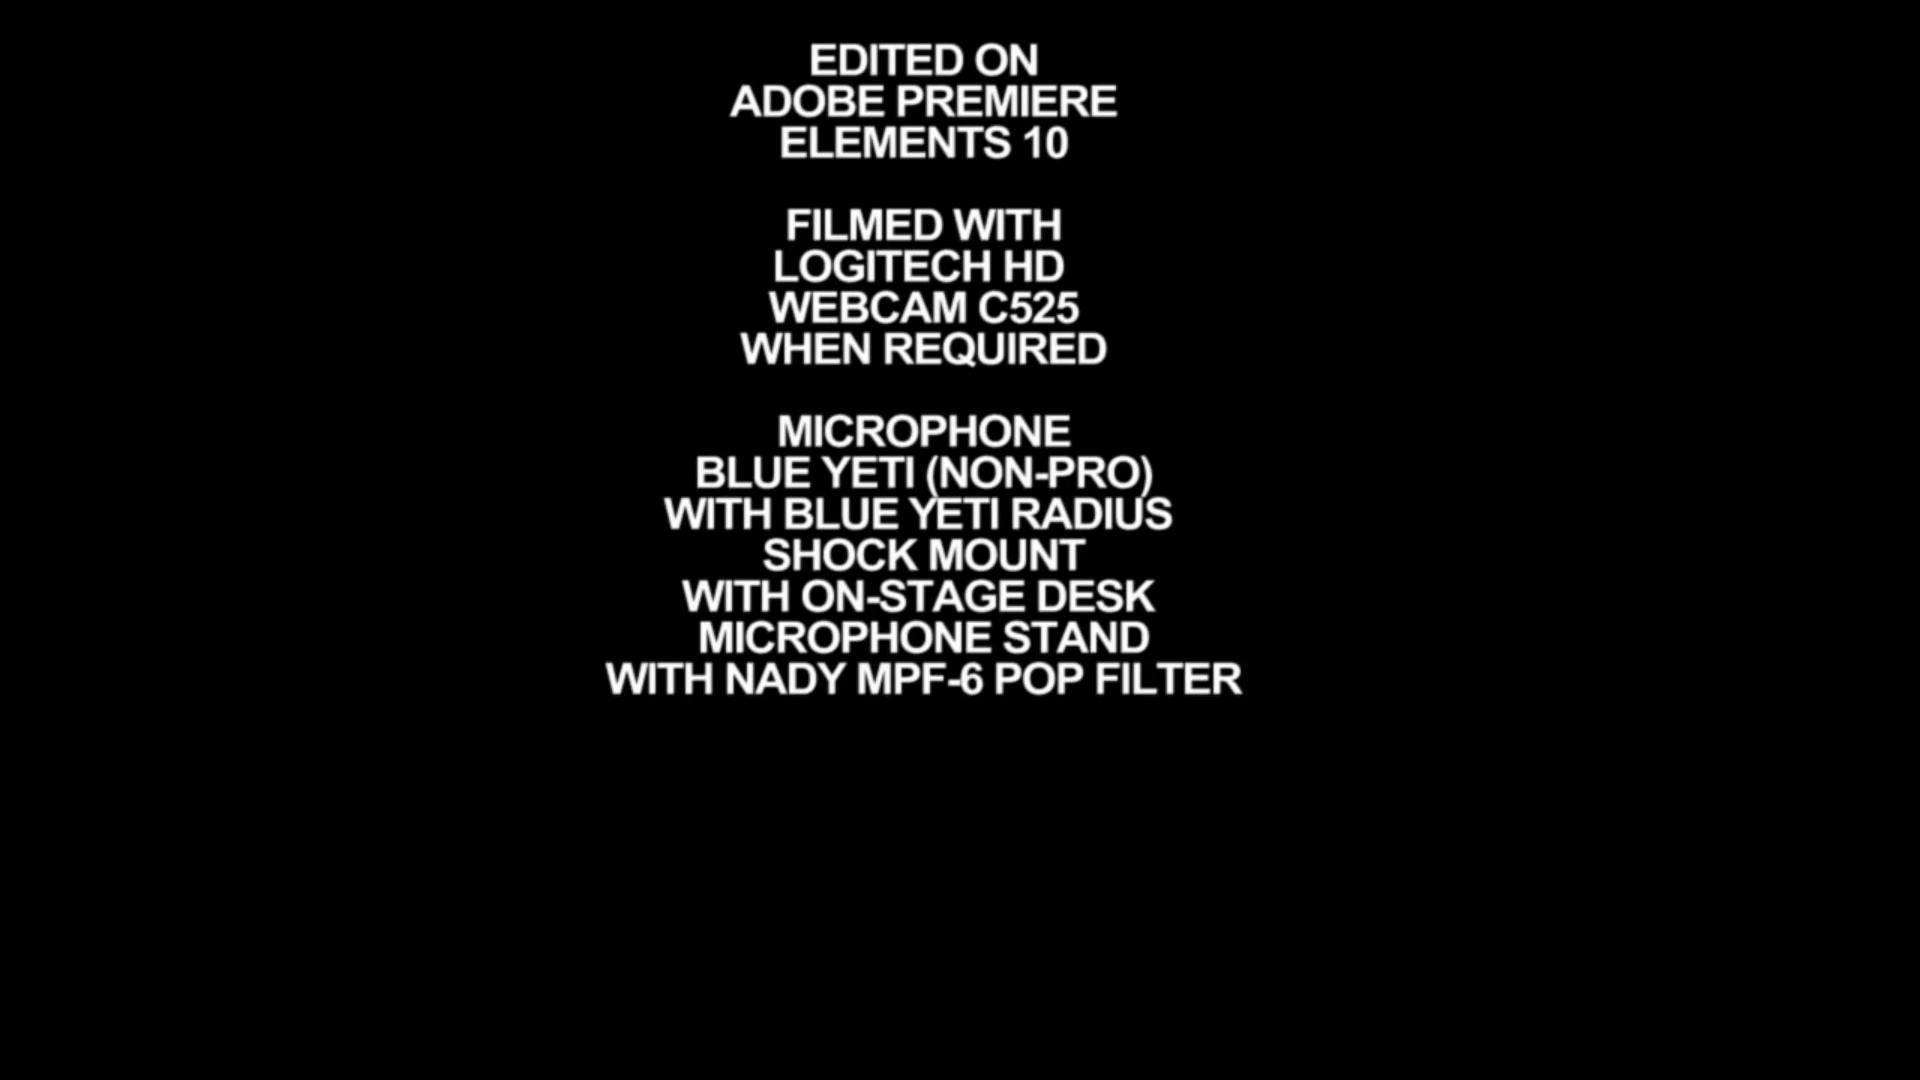 EDITED ON
ADOBE PREMIERE
ELEMENTS 10
FILMED WITH
LOGITECH HD
WEBCAM C525
WHEN REQUIRED
MICROPHONE
BLUE YETI (NON-PRO)
WITH BLUE YETI RADIUS
SHOCK MOUNT
WITH ON-STAGE DESK
MICROPHONE STAND
WITH NADY MPF-6 POP FILTER